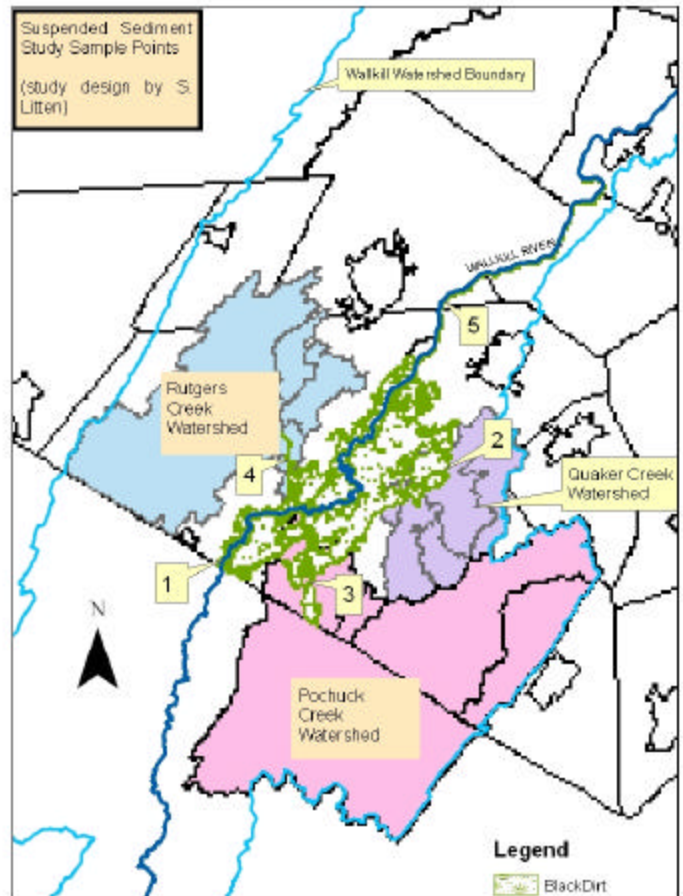 Suspended Sediment
Study Sample Points
(study design by S.
Litten)
Wallkill Watershed Boundary
WALLKILL RIVER
5
Rutgers
Creek
Watershed
4
2
Quaker Creek
Watershed
1
3
N
Pochuck
Creek
Watershed
Legend
BlackDirt